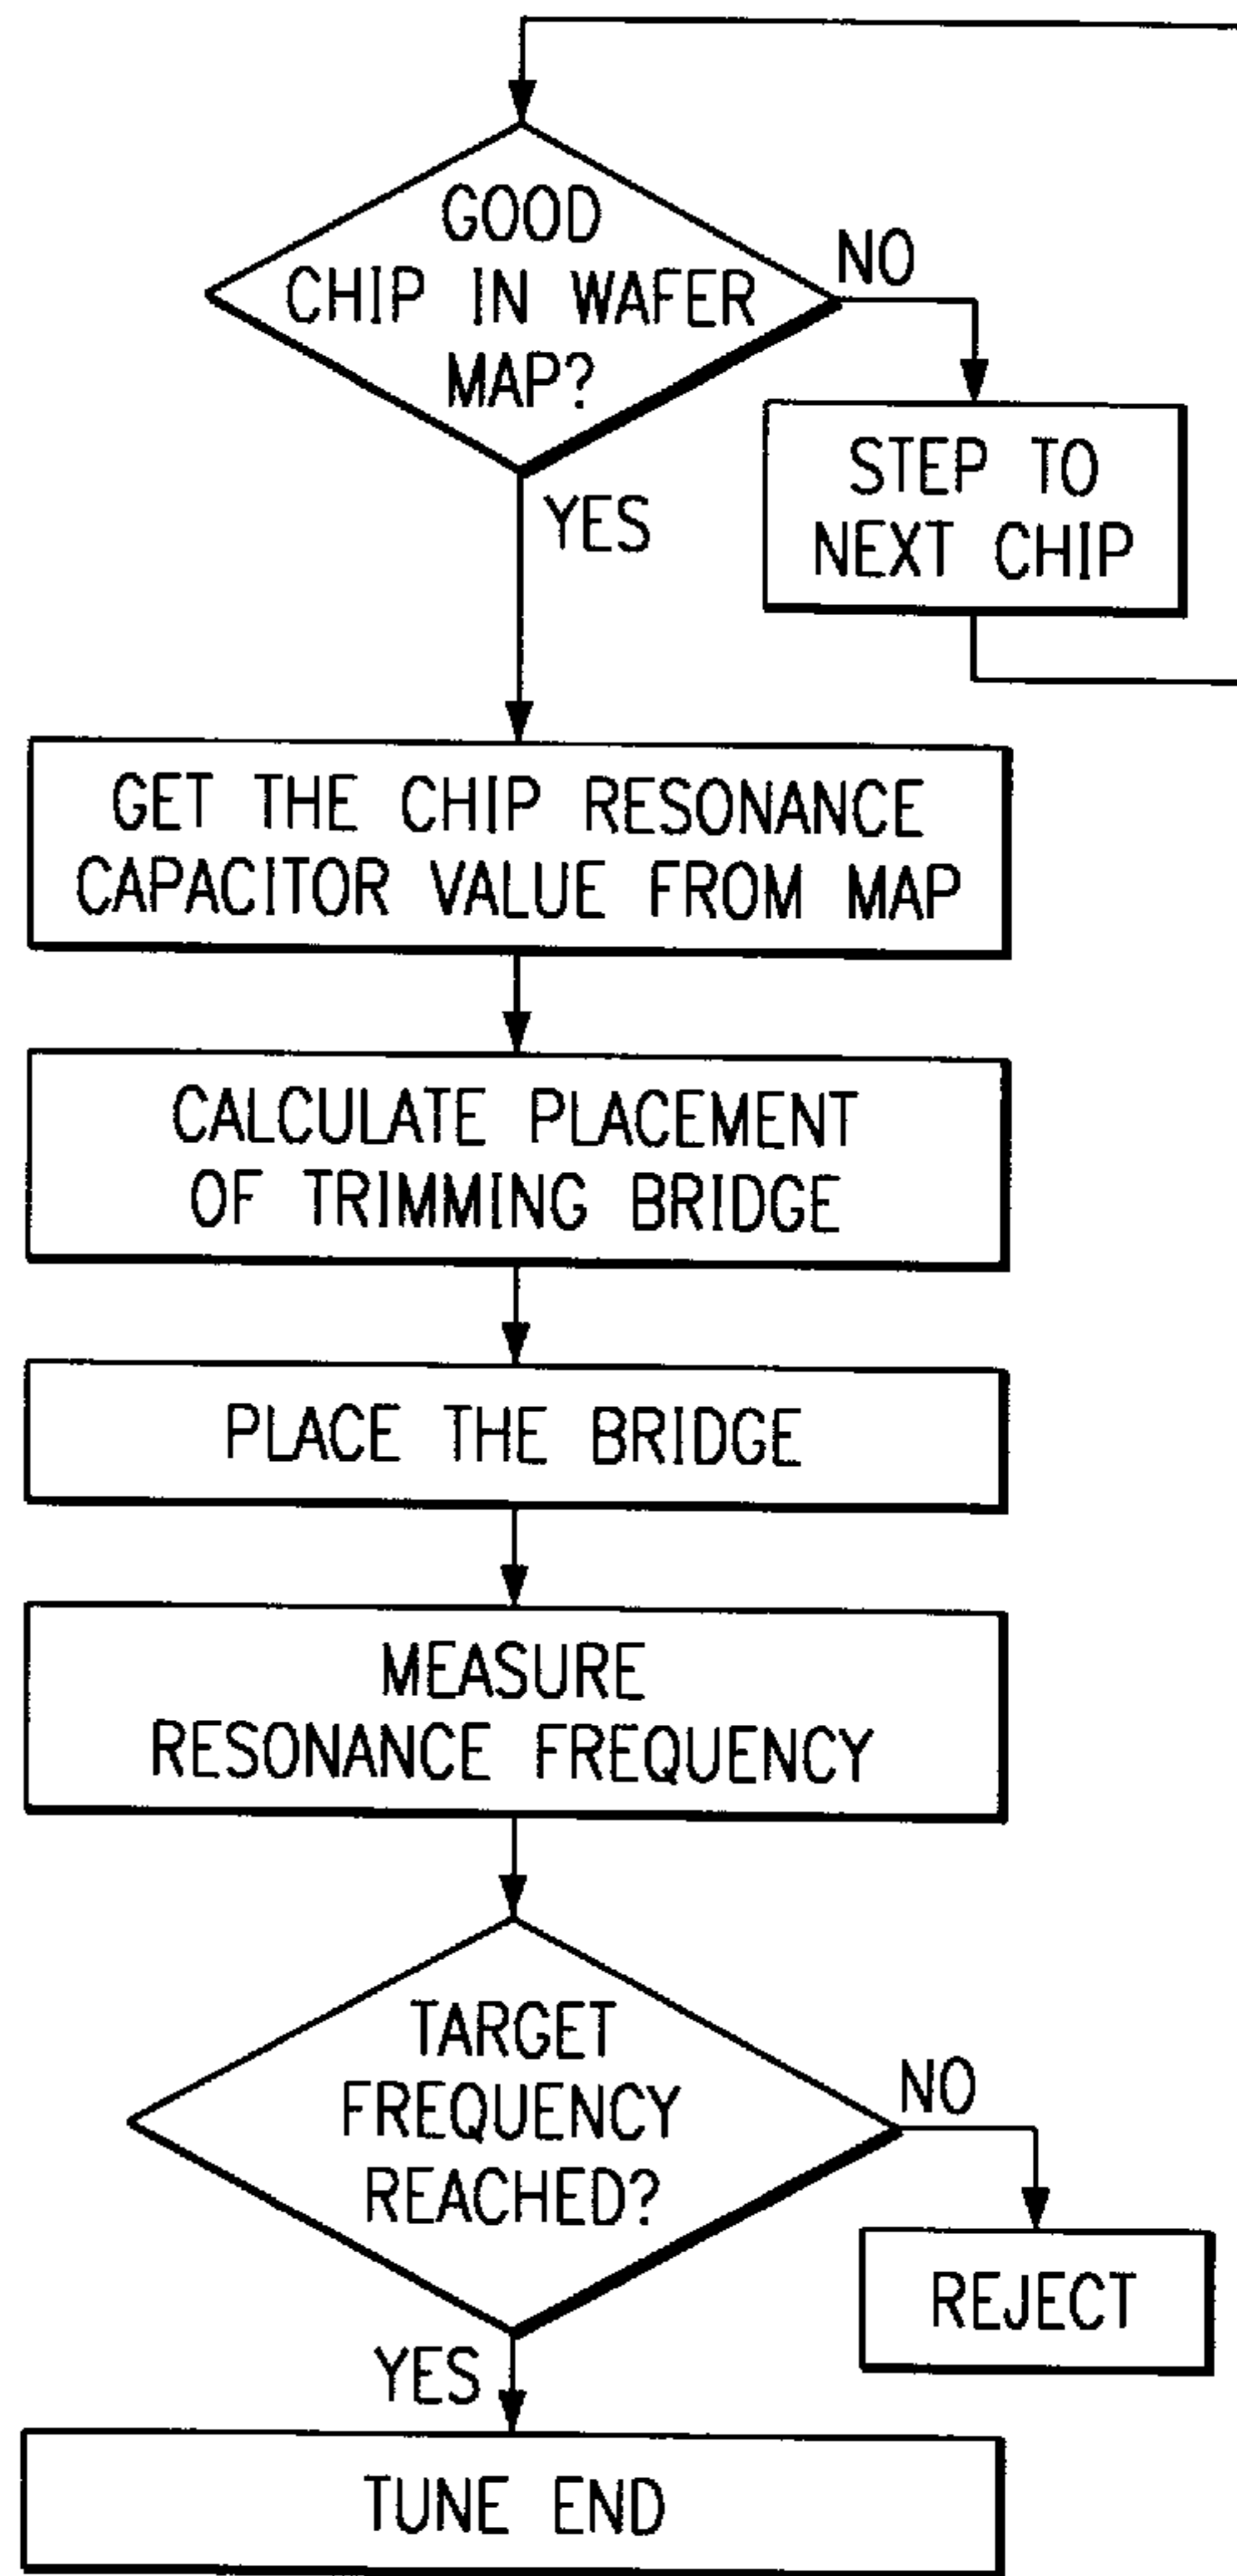 GOOD
CHIP IN WAFER
MAP?
NO
STEP TO
NEXT CHIP
YES
GET THE CHIP RESONANCE
CAPACITOR VALUE FROM MAP
CALCULATE PLACEMENT
OF TRIMMING BRIDGE
PLACE THE BRIDGE
MEASURE
RESONANCE FREQUENCY
TARGET
FREQUENCY
REACHED?
NO
REJECT
YES
TUNE END